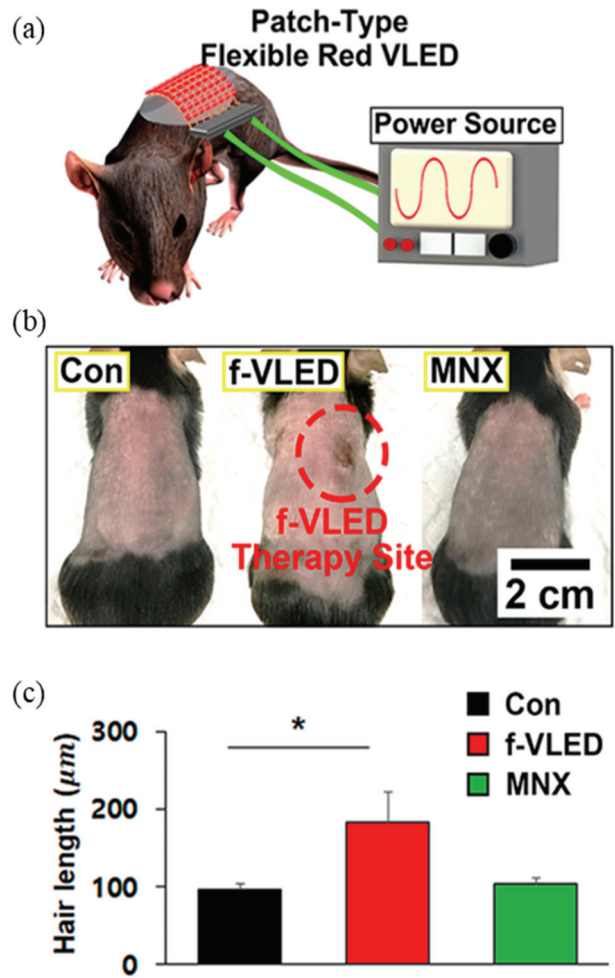 (a)
Patch-Type
Flexible Red VLED
Power Source
(b)
Con
f-VLED
MNX
f-VLED
Therapy Site
2 cm
(c)
Hair length (μm)
300
200
100
0
*
Con
f-VLED
MNX